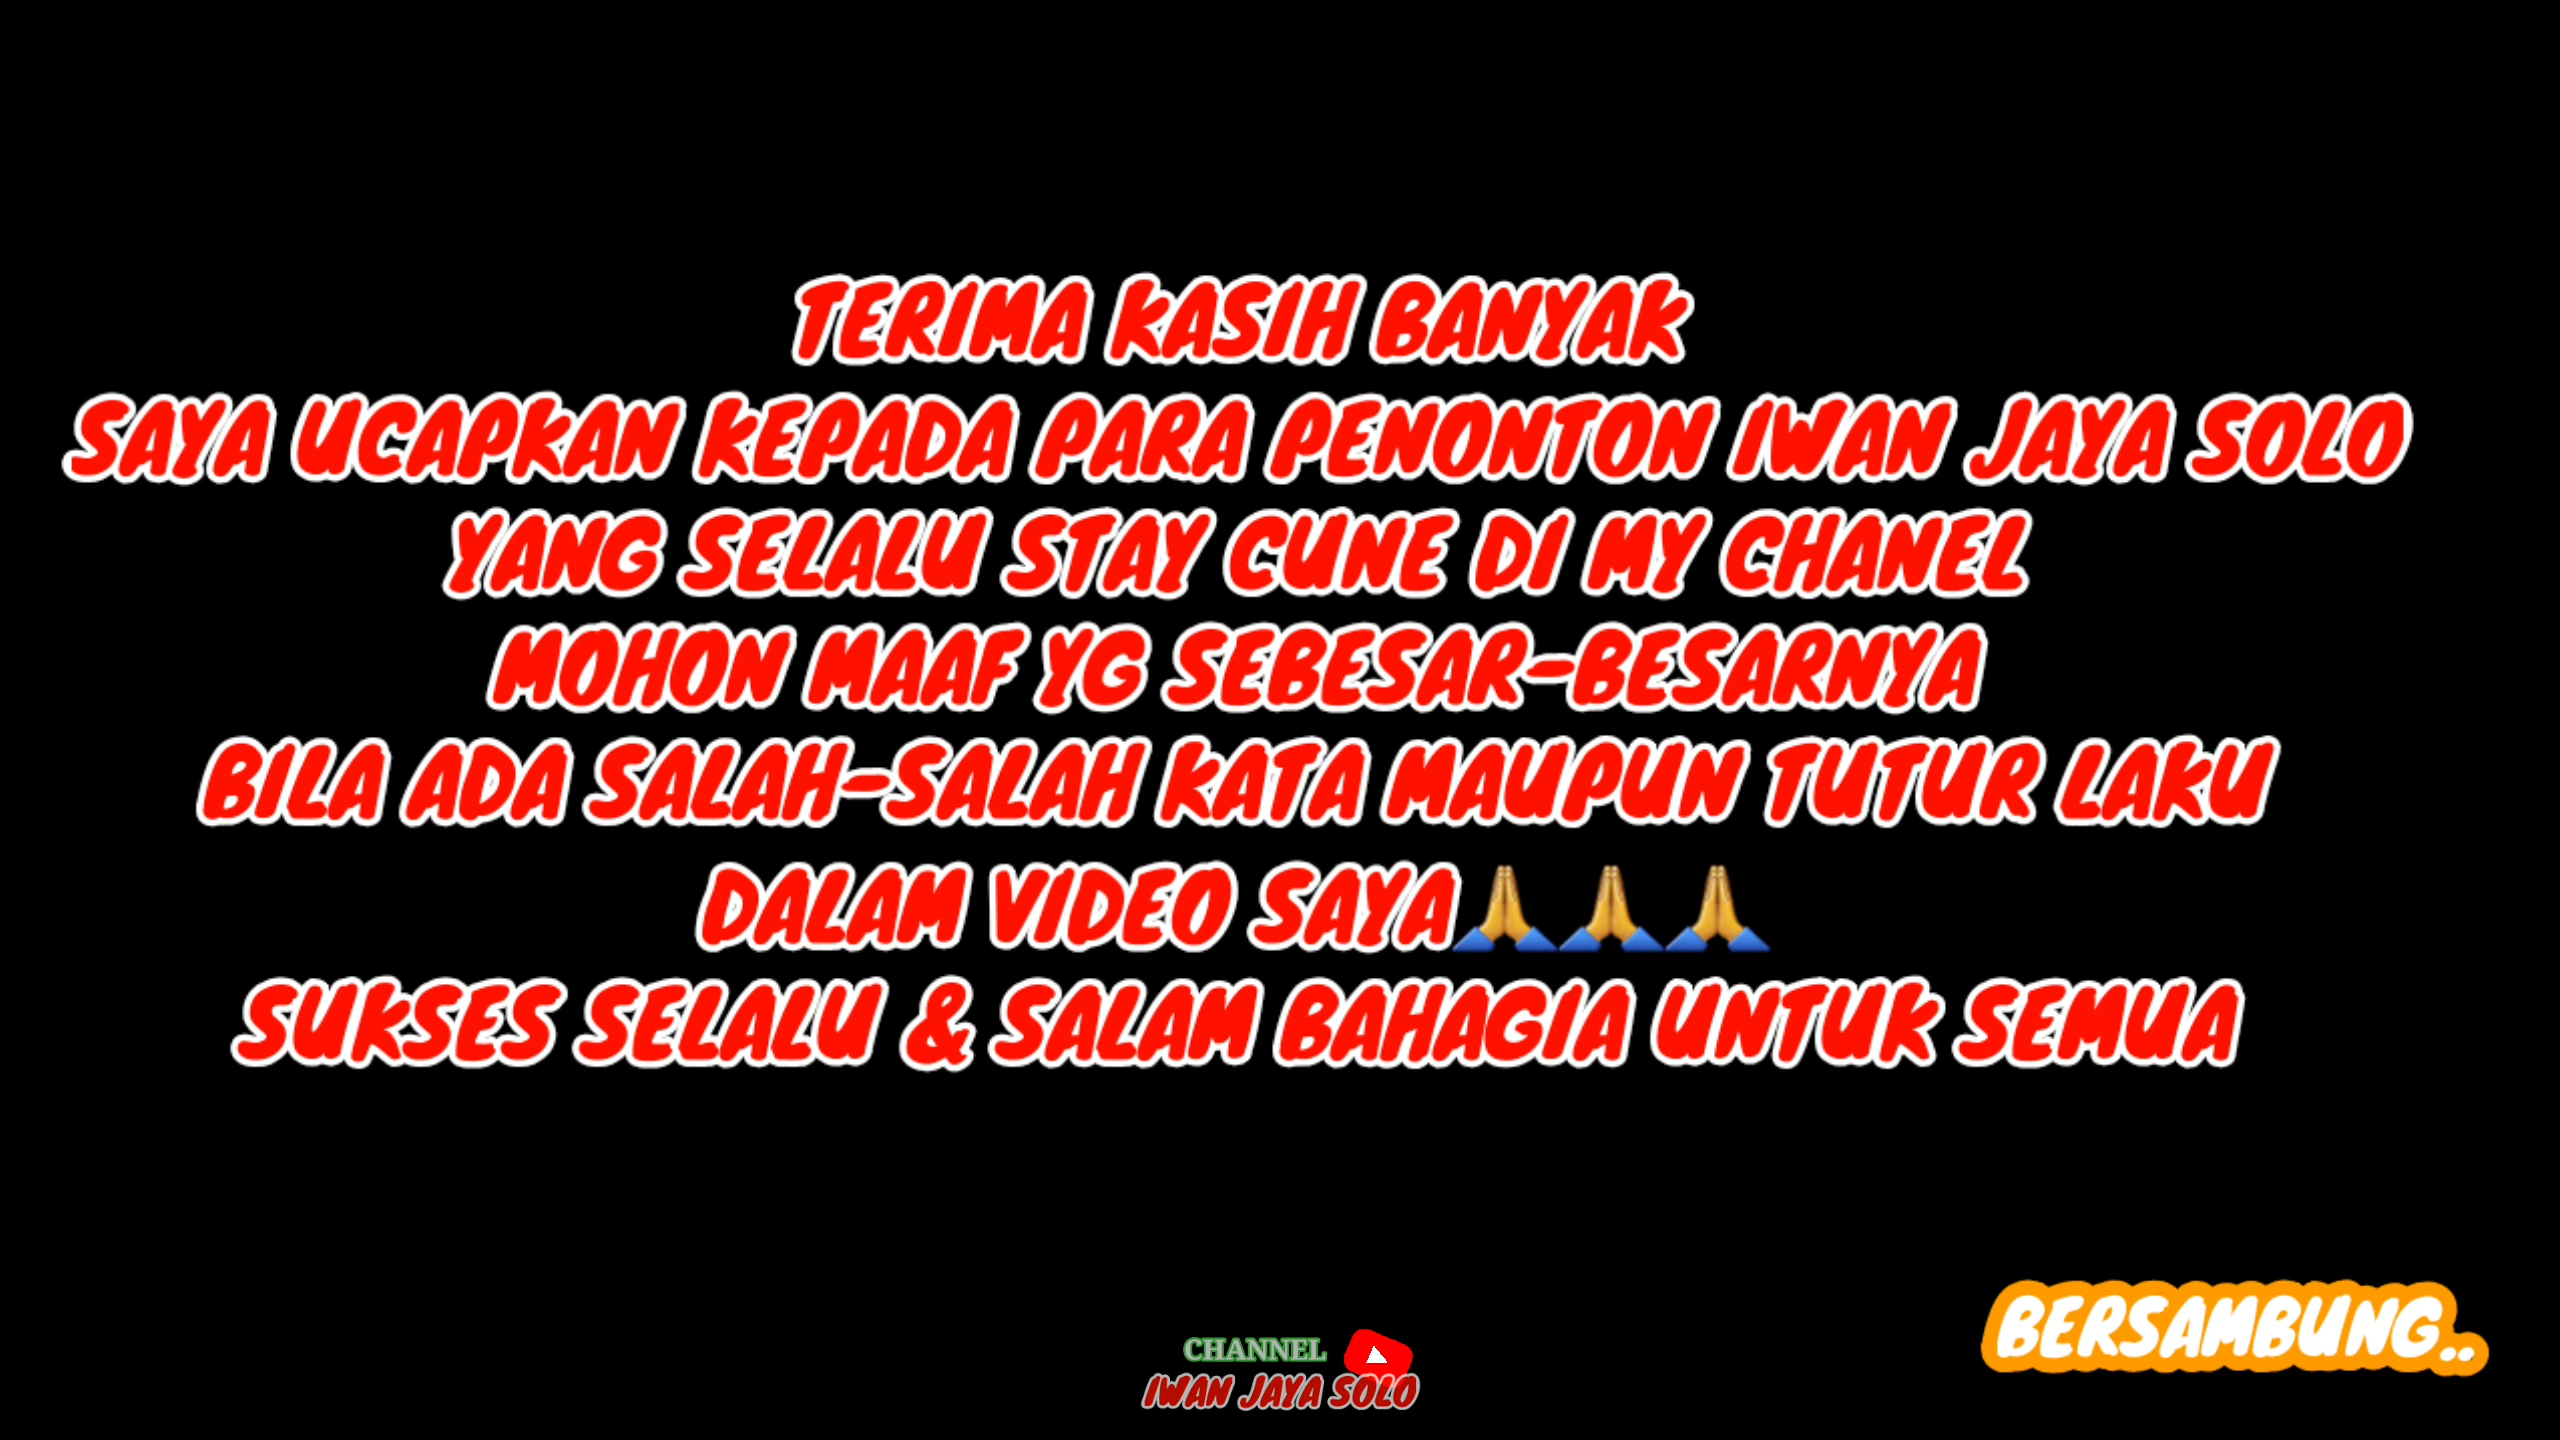 TERIMA KASIH BANYAK
SAYA UCAPKAN KEPADA PARA PENONTON IWAN JAYA SOLO
YANG SELALU STAY CUNE DI MY CHANEL
MOHON MAAF YG SEBESAR-BESARNYA
BILA ADA SALAH-SALAH KATA MAUPUN TUTUR LAKU
DALAM VIDEO SAYA🙏🙏🙏
SUKSES SELALU & SALAM BAHAGIA UNTUK SEMUA
BERSAMBUNG..
CHANNEL
IWAN JAYA SOLO